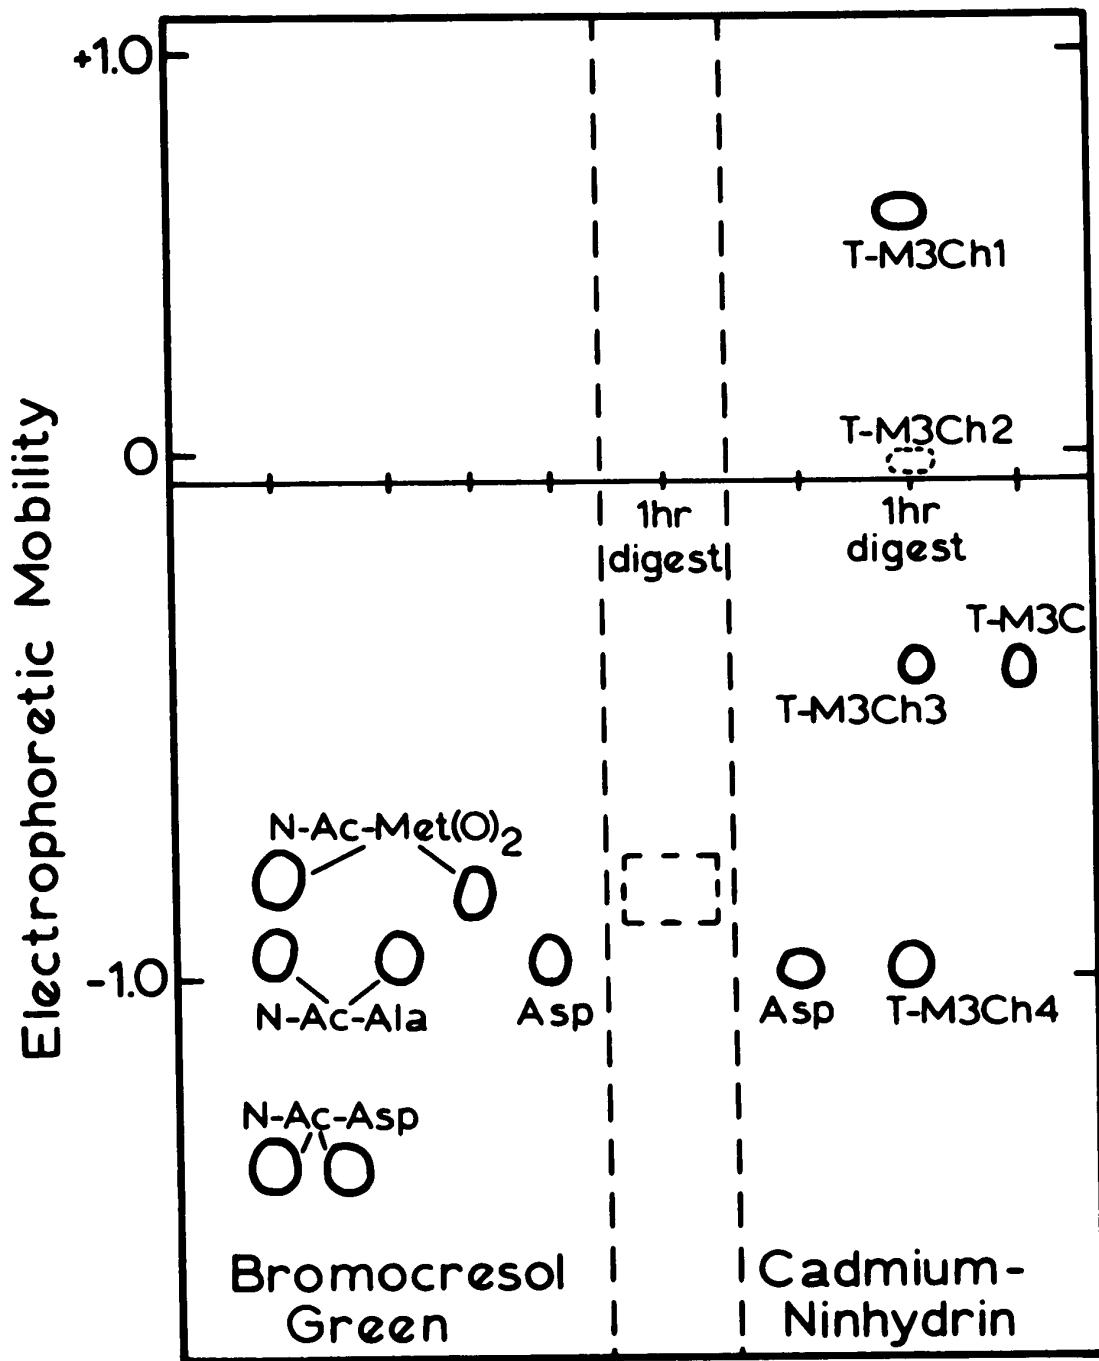 +1.0
T-M3Ch1
T-M3Ch2
0
1hr
digest
1hr
digest
T-M3C
T-M3Ch3
N-Ac-Met(O)2
-1.0
N-Ac-Ala
Asp
Asp
T-M3Ch4
N-Ac-Asp
Bromocresol
Green
Cadmium-
Ninhydrin
Electrophoretic Mobility